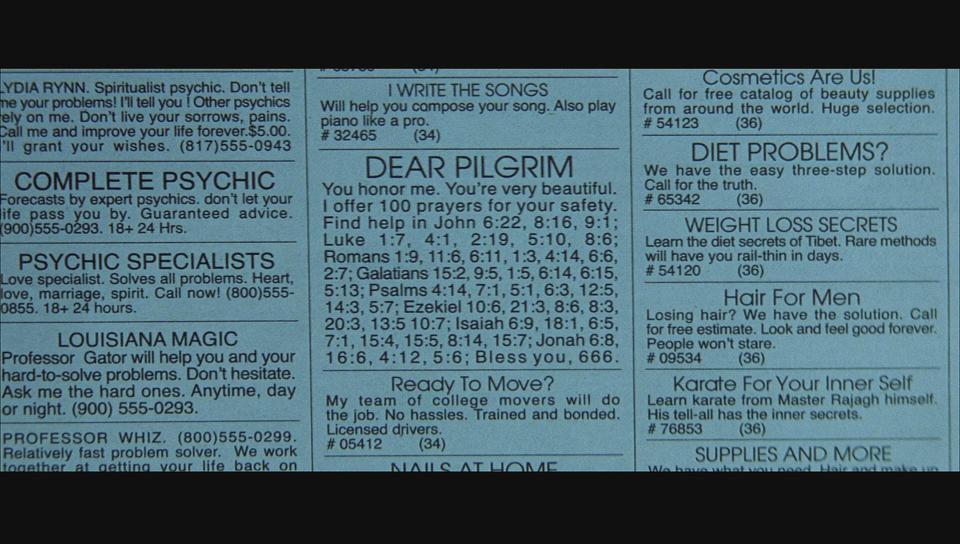 LYDIA RYNN. Spiritualist psychic. Don't tell
me your problems! I'll tell you ! Other psychics
rely on me. Don't live your sorrows, pains.
Call me and improve your life forever.$5.00.
I'll grant your wishes. (817)555-0943
COMPLETE PSYCHIC
Forecasts by expert psychics. don't let your
life pass you by. Guaranteed advice.
(900)555-0293. 18+ 24 Hrs.
PSYCHIC SPECIALISTS
Love specialist. Solves all problems. Heart,
love, marriage, spirit. Call now! (800)555-
0855. 18+ 24 hours.
LOUISIANA MAGIC
Professor Gator will help you and your
hard-to-solve problems. Don't hesitate.
Ask me the hard ones. Anytime, day
or night. (900) 555-0293.
PROFESSOR WHIZ. (800)555-0299.
Relatively fast problem solver. We work
together at getting your life back on
I WRITE THE SONGS
Will help you compose your song. Also play
piano like a pro.
# 32465 (34)
DEAR PILGRIM
You honor me. You're very beautiful.
I offer 100 prayers for your safety.
Find help in John 6:22, 8:16, 9:1;
Luke 1:7, 4:1, 2:19, 5:10, 8:6;
Romans 1:9, 11:6, 6:11, 1:3, 4:14, 6:6,
2:7; Galatians 15:2, 9:5, 1:5, 6:14, 6:15,
5:13; Psalms 4:14, 7:1, 5:1, 6:3, 12:5,
14:3, 5:7; Ezekiel 10:6, 21:3, 8:6, 8:3,
20:3, 13:5 10:7; Isaiah 6:9, 18:1, 6:5,
7:1, 15:4, 15:5, 8:14, 15:7; Jonah 6:8,
16:6, 4:12, 5:6; Bless you, 666.
Ready To Move?
My team of college movers will do
the job. No hassles. Trained and bonded.
Licensed drivers.
# 05412 (34)
NAILS AT HOME
Cosmetics Are Us!
Call for free catalog of beauty supplies
from around the world. Huge selection.
# 54123 (36)
DIET PROBLEMS?
We have the easy three-step solution.
Call for the truth.
# 65342 (36)
WEIGHT LOSS SECRETS
Learn the diet secrets of Tibet. Rare methods
will have you rail-thin in days.
# 54120 (36)
Hair For Men
Losing hair? We have the solution. Call
for free estimate. Look and feel good forever.
People won't stare.
# 09534 (36)
Karate For Your Inner Self
Learn karate from Master Rajagh himself.
His tell-all has the inner secrets.
# 76853 (36)
SUPPLIES AND MORE
We have what you need. Hair and make up